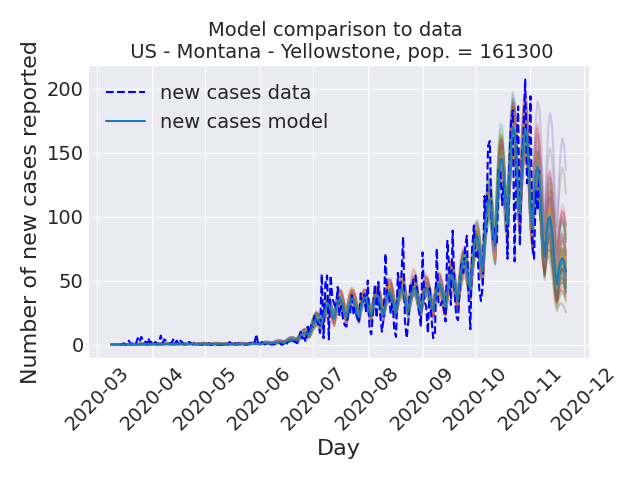 Model comparison to data
US - Montana - Yellowstone, pop. = 161300
Number of new cases reported
200
150
100
50
0
new cases data
new cases model
2020-03
2020-04
2020-05
2020-06
2020-07
2020-08
2020-09
2020-10
2020-11
2020-12
Day